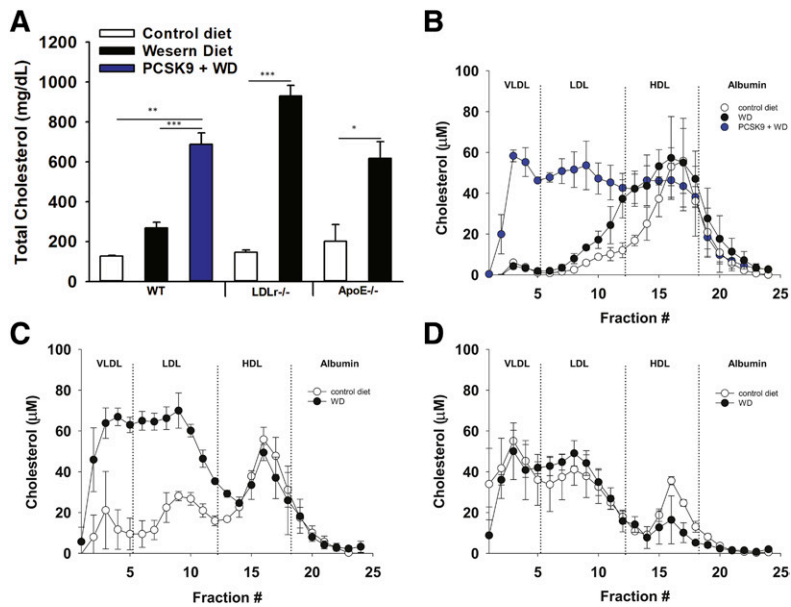 A
Control diet
Wesern Diet
PCSK9 + WD
Total Cholesterol (mg/dL)
1200
1000
800
600
400
200
0
**
***
***
*
WT
LDLr-/-
ApoE-/-
B
VLDL LDL HDL Albumin
control diet
WD
PCSK9 + WD
Cholesterol (μM)
100
80
60
40
20
0
5 10 15 20 25
Fraction #
C
VLDL LDL HDL Albumin
control diet
WD
Cholesterol (μM)
100
80
60
40
20
0
5 10 15 20 25
Fraction #
D
VLDL LDL HDL Albumin
control diet
WD
Cholesterol (μM)
100
80
60
40
20
0
5 10 15 20 25
Fraction #